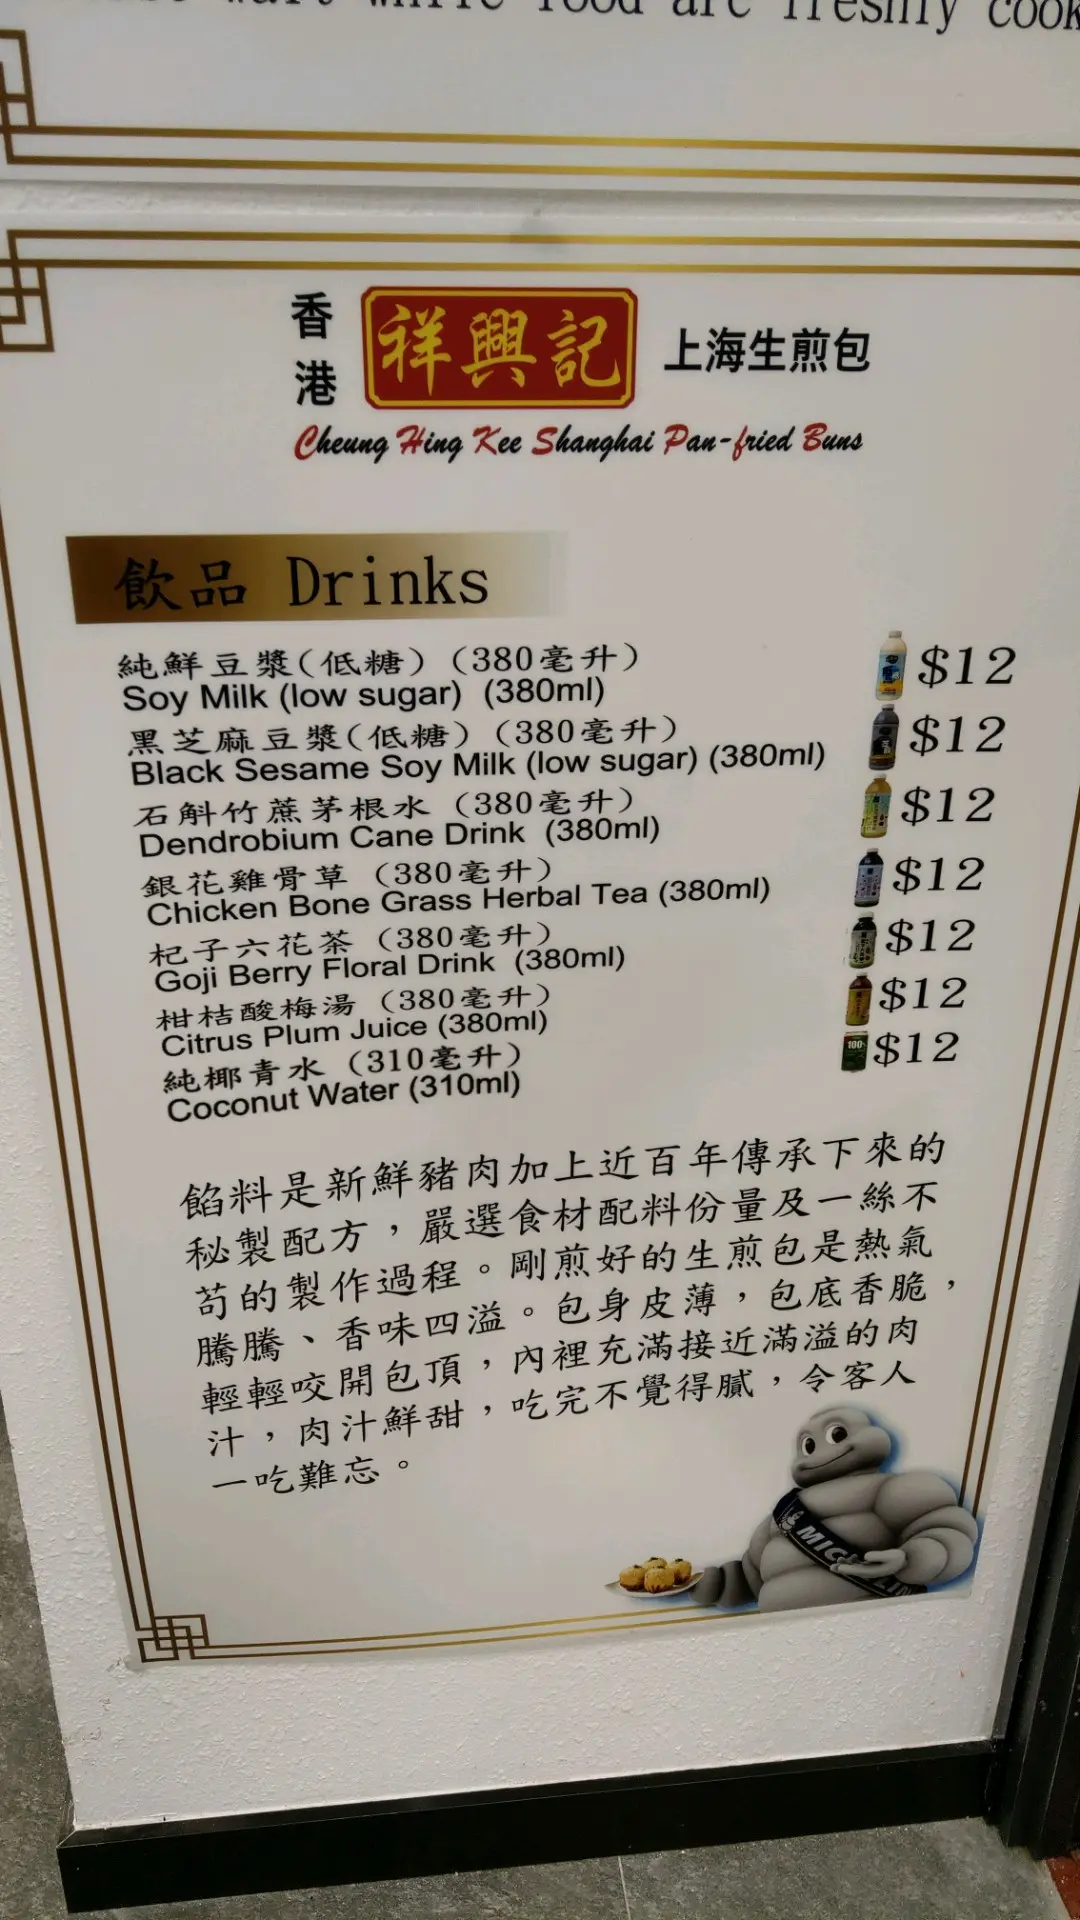 wait while food are freshly cook
香港 祥興記 上海生煎包
Cheung Hing Kee Shanghai Pan-fried Buns
飲品 Drinks
純鮮豆漿(低糖) (380毫升) $12
Soy Milk (low sugar) (380ml)
黑芝麻豆漿(低糖) (380毫升) $12
Black Sesame Soy Milk (low sugar) (380ml)
石斛竹蔗茅根水 (380毫升) $12
Dendrobium Cane Drink (380ml)
銀花雞骨草 (380毫升) $12
Chicken Bone Grass Herbal Tea (380ml)
杞子六花茶 (380毫升) $12
Goji Berry Floral Drink (380ml)
柑桔酸梅湯 (380毫升) $12
Citrus Plum Juice (380ml)
純椰青水 (310毫升) $12
Coconut Water (310ml)
餡料是新鮮豬肉加上近百年傳承下來的
秘製配方，嚴選食材配料份量及一絲不
苟的製作過程。剛煎好的生煎包是熱氣
騰騰、香味四溢。包身皮薄，包底香脆，
輕輕咬開包頂，內裡充滿接近滿溢的肉
汁，肉汁鮮甜，吃完不覺得膩，令客人
一吃難忘。